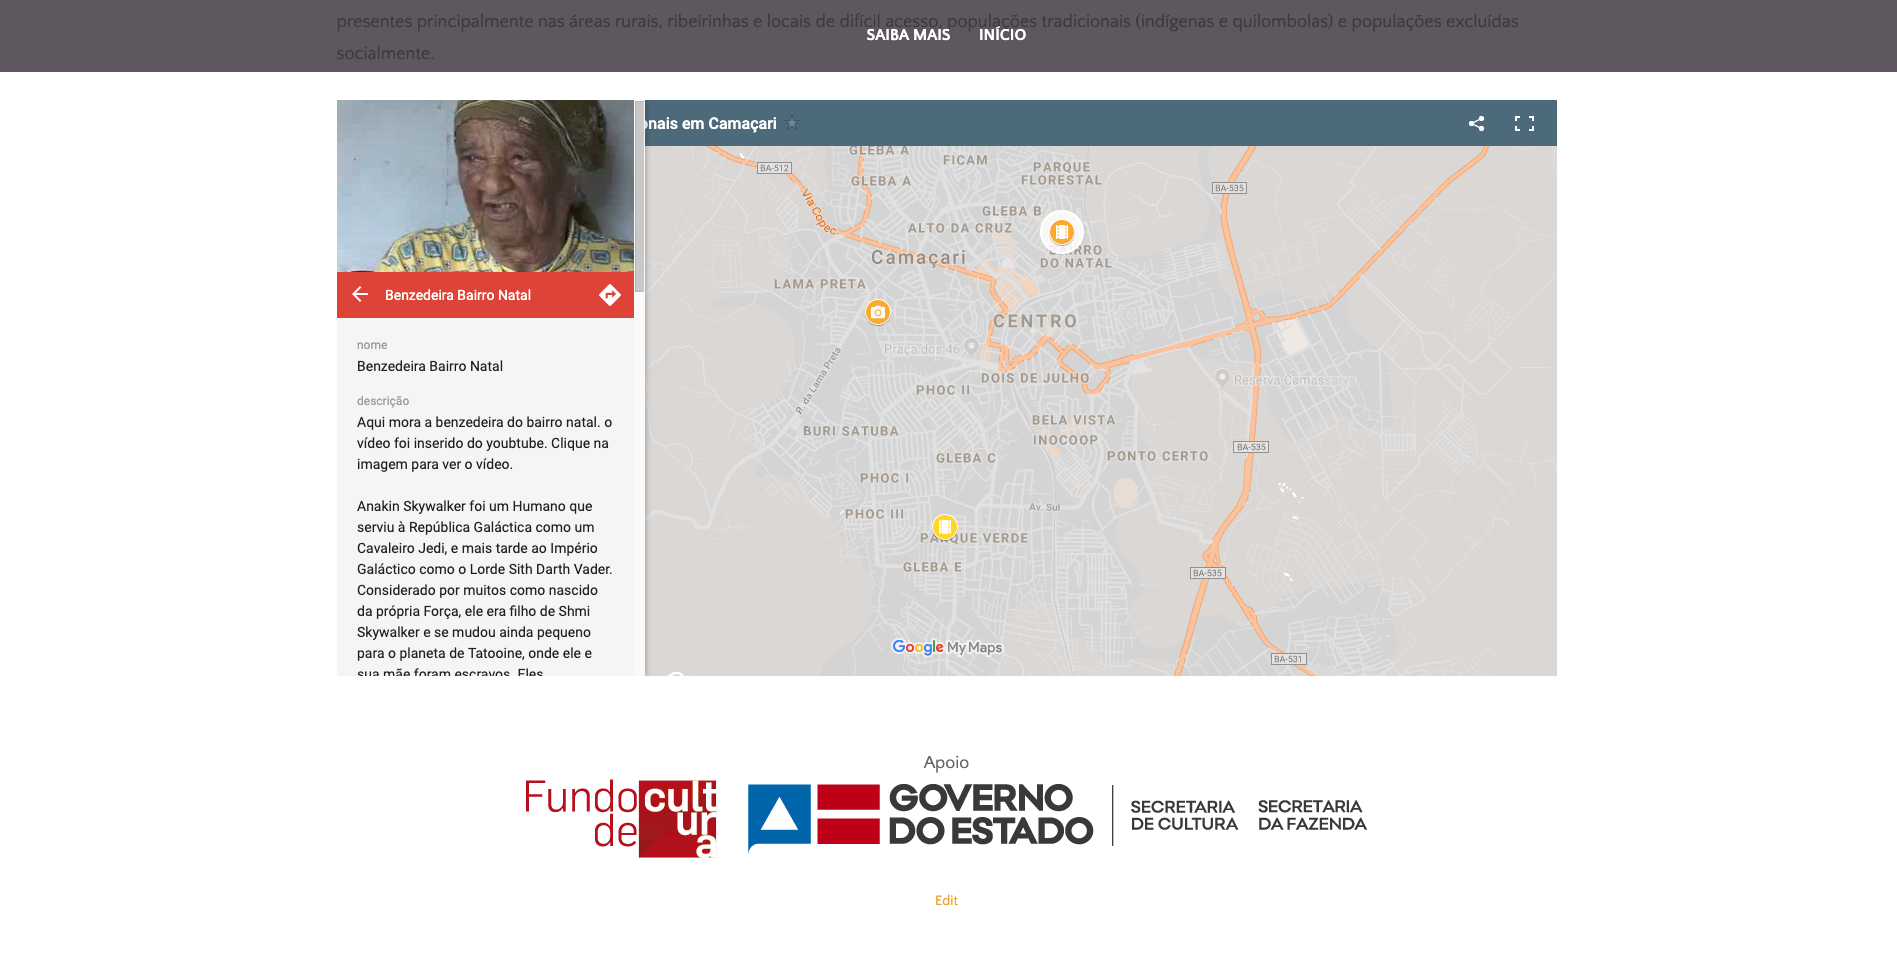 presentes principalmente nas áreas rurais, ribeirinhas e locais de difícil acesso, populações tradicionais (indígenas e quilombolas) e populações excluídas
socialmente.
SAIBA MAIS INÍCIO
onais em Camaçari
Benzedeira Bairro Natal
nome
Benzedeira Bairro Natal
descrição
Aqui mora a benzedeira do bairro natal. o
vídeo foi inserido do youbtube. Clique na
imagem para ver o vídeo.
Anakin Skywalker foi um Humano que
serviu à República Galáctica como um
Cavaleiro Jedi, e mais tarde ao Império
Galáctico como o Lorde Sith Darth Vader.
Considerado por muitos como nascido
da própria Força, ele era filho de Shmi
Skywalker e se mudou ainda pequeno
para o planeta de Tatooine, onde ele e
sua mãe foram escravos. Eles
GLEBA A
FICAM
BA-512
PARQUE
FLORESTAL
GLEBA A
BA-535
Via Copec
GLEBA B
ALTO DA CRUZ
BAIRRO
DO NATAL
Camaçari
LAMA PRETA
CENTRO
Praça dos 46
P. da Lama Preta
DOIS DE JULHO
Reserva Camassarys
PHOC II
BELA VISTA
BURI SATUBA
INOCOOP
BA-535
GLEBA C
PONTO CERTO
PHOC I
PHOC III
Av. Sul
PARQUE VERDE
GLEBA E
BA-535
Google My Maps
BA-531
Apoio
Fundo de cultura
GOVERNO
DO ESTADO
SECRETARIA
DE CULTURA
SECRETARIA
DA FAZENDA
Edit